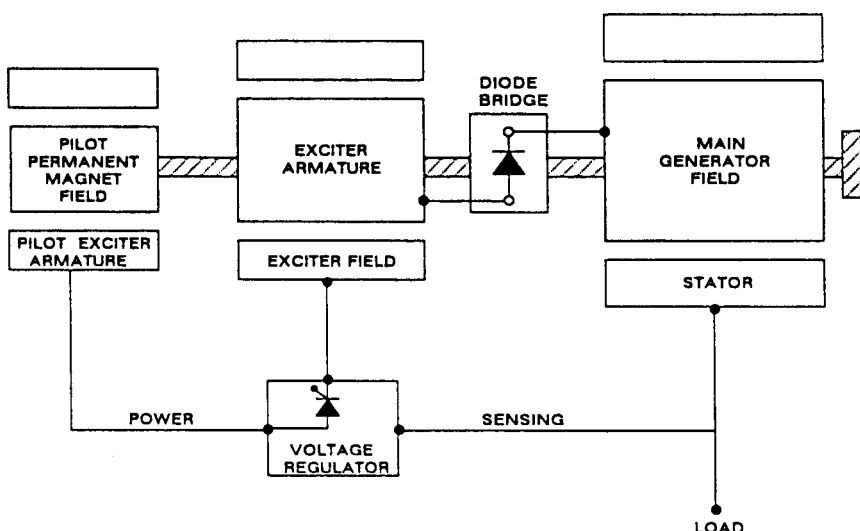 DIODE
BRIDGE
PILOT
PERMANENT
MAGNET
FIELD
EXCITER
ARMATURE
MAIN
GENERATOR
FIELD
PILOT EXCITER
ARMATURE
EXCITER FIELD
STATOR
POWER
SENSING
VOLTAGE
REGULATOR
LOAD